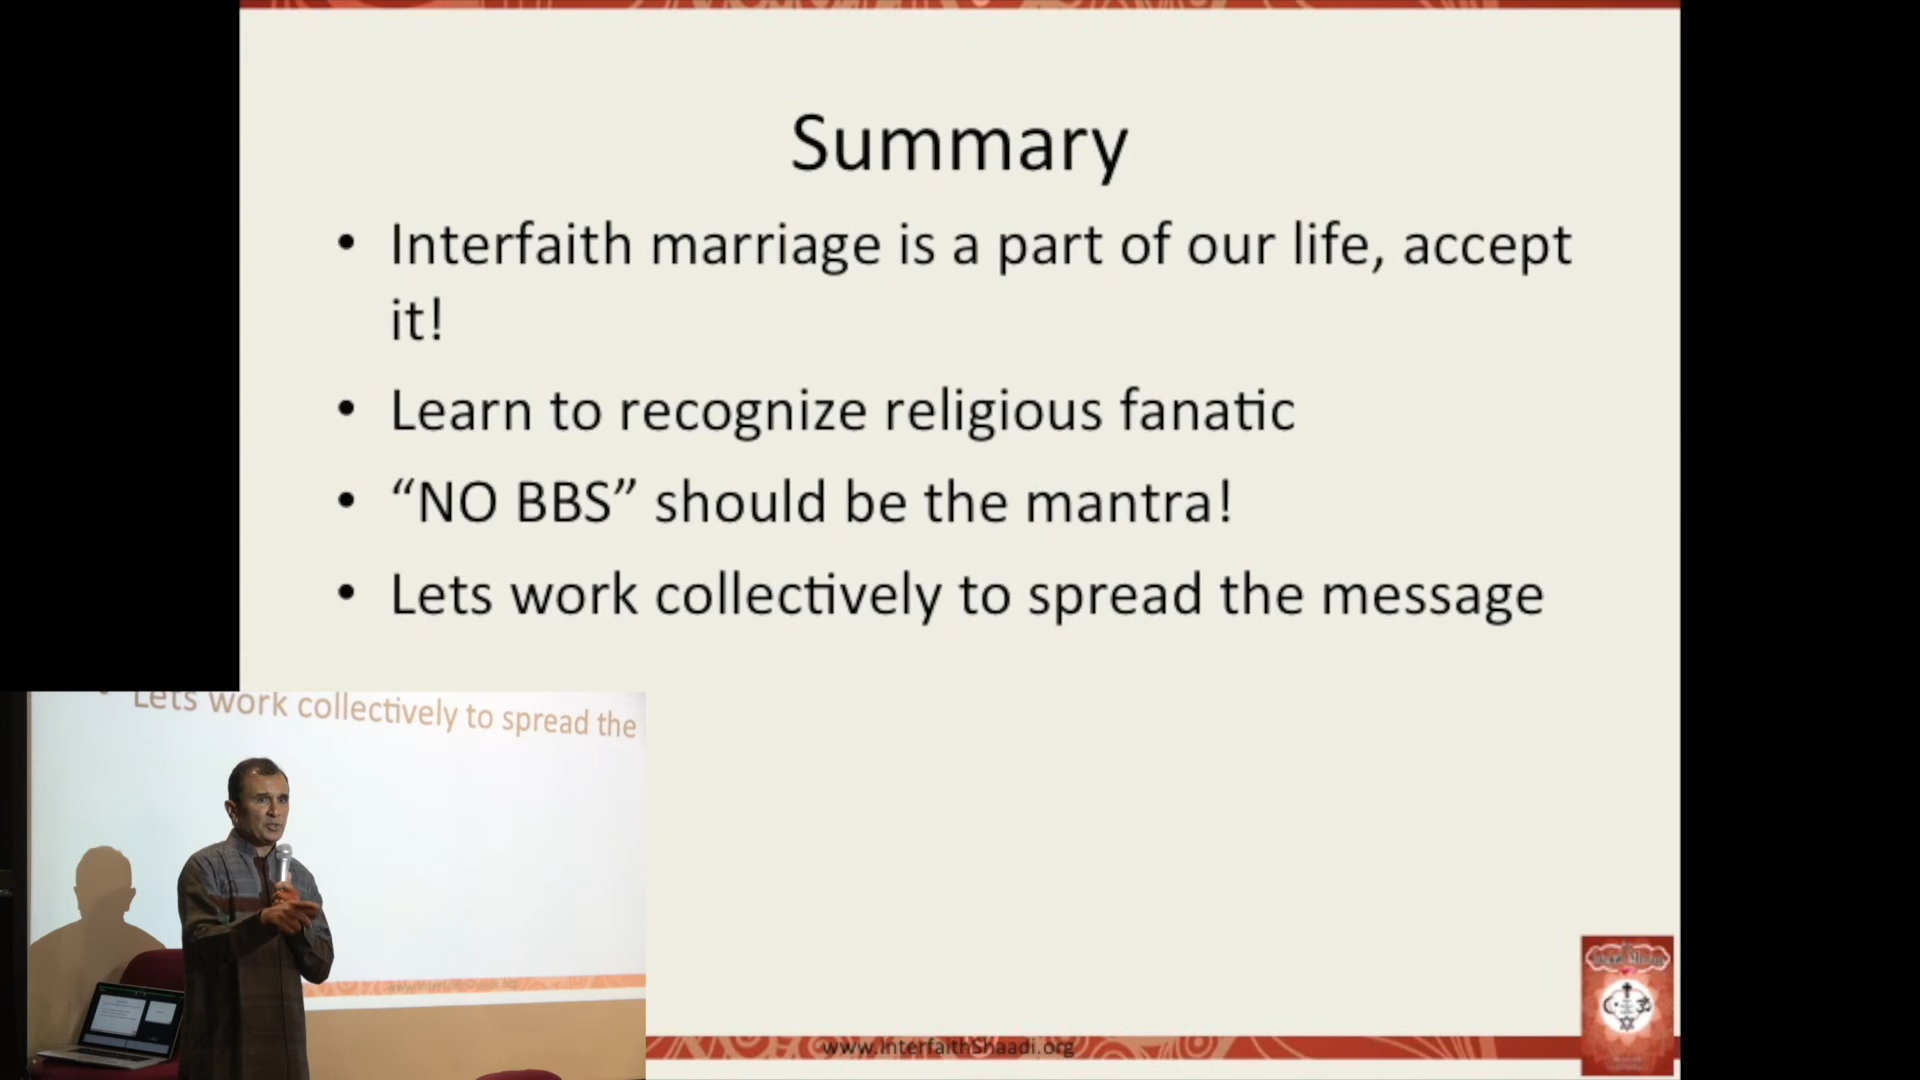 Summary
• Interfaith marriage is a part of our life, accept
it!
• Learn to recognize religious fanatic
• “NO BBS” should be the mantra!
• Lets work collectively to spread the message
Lets work collectively to spread the
www.InterfaithShaadi.org